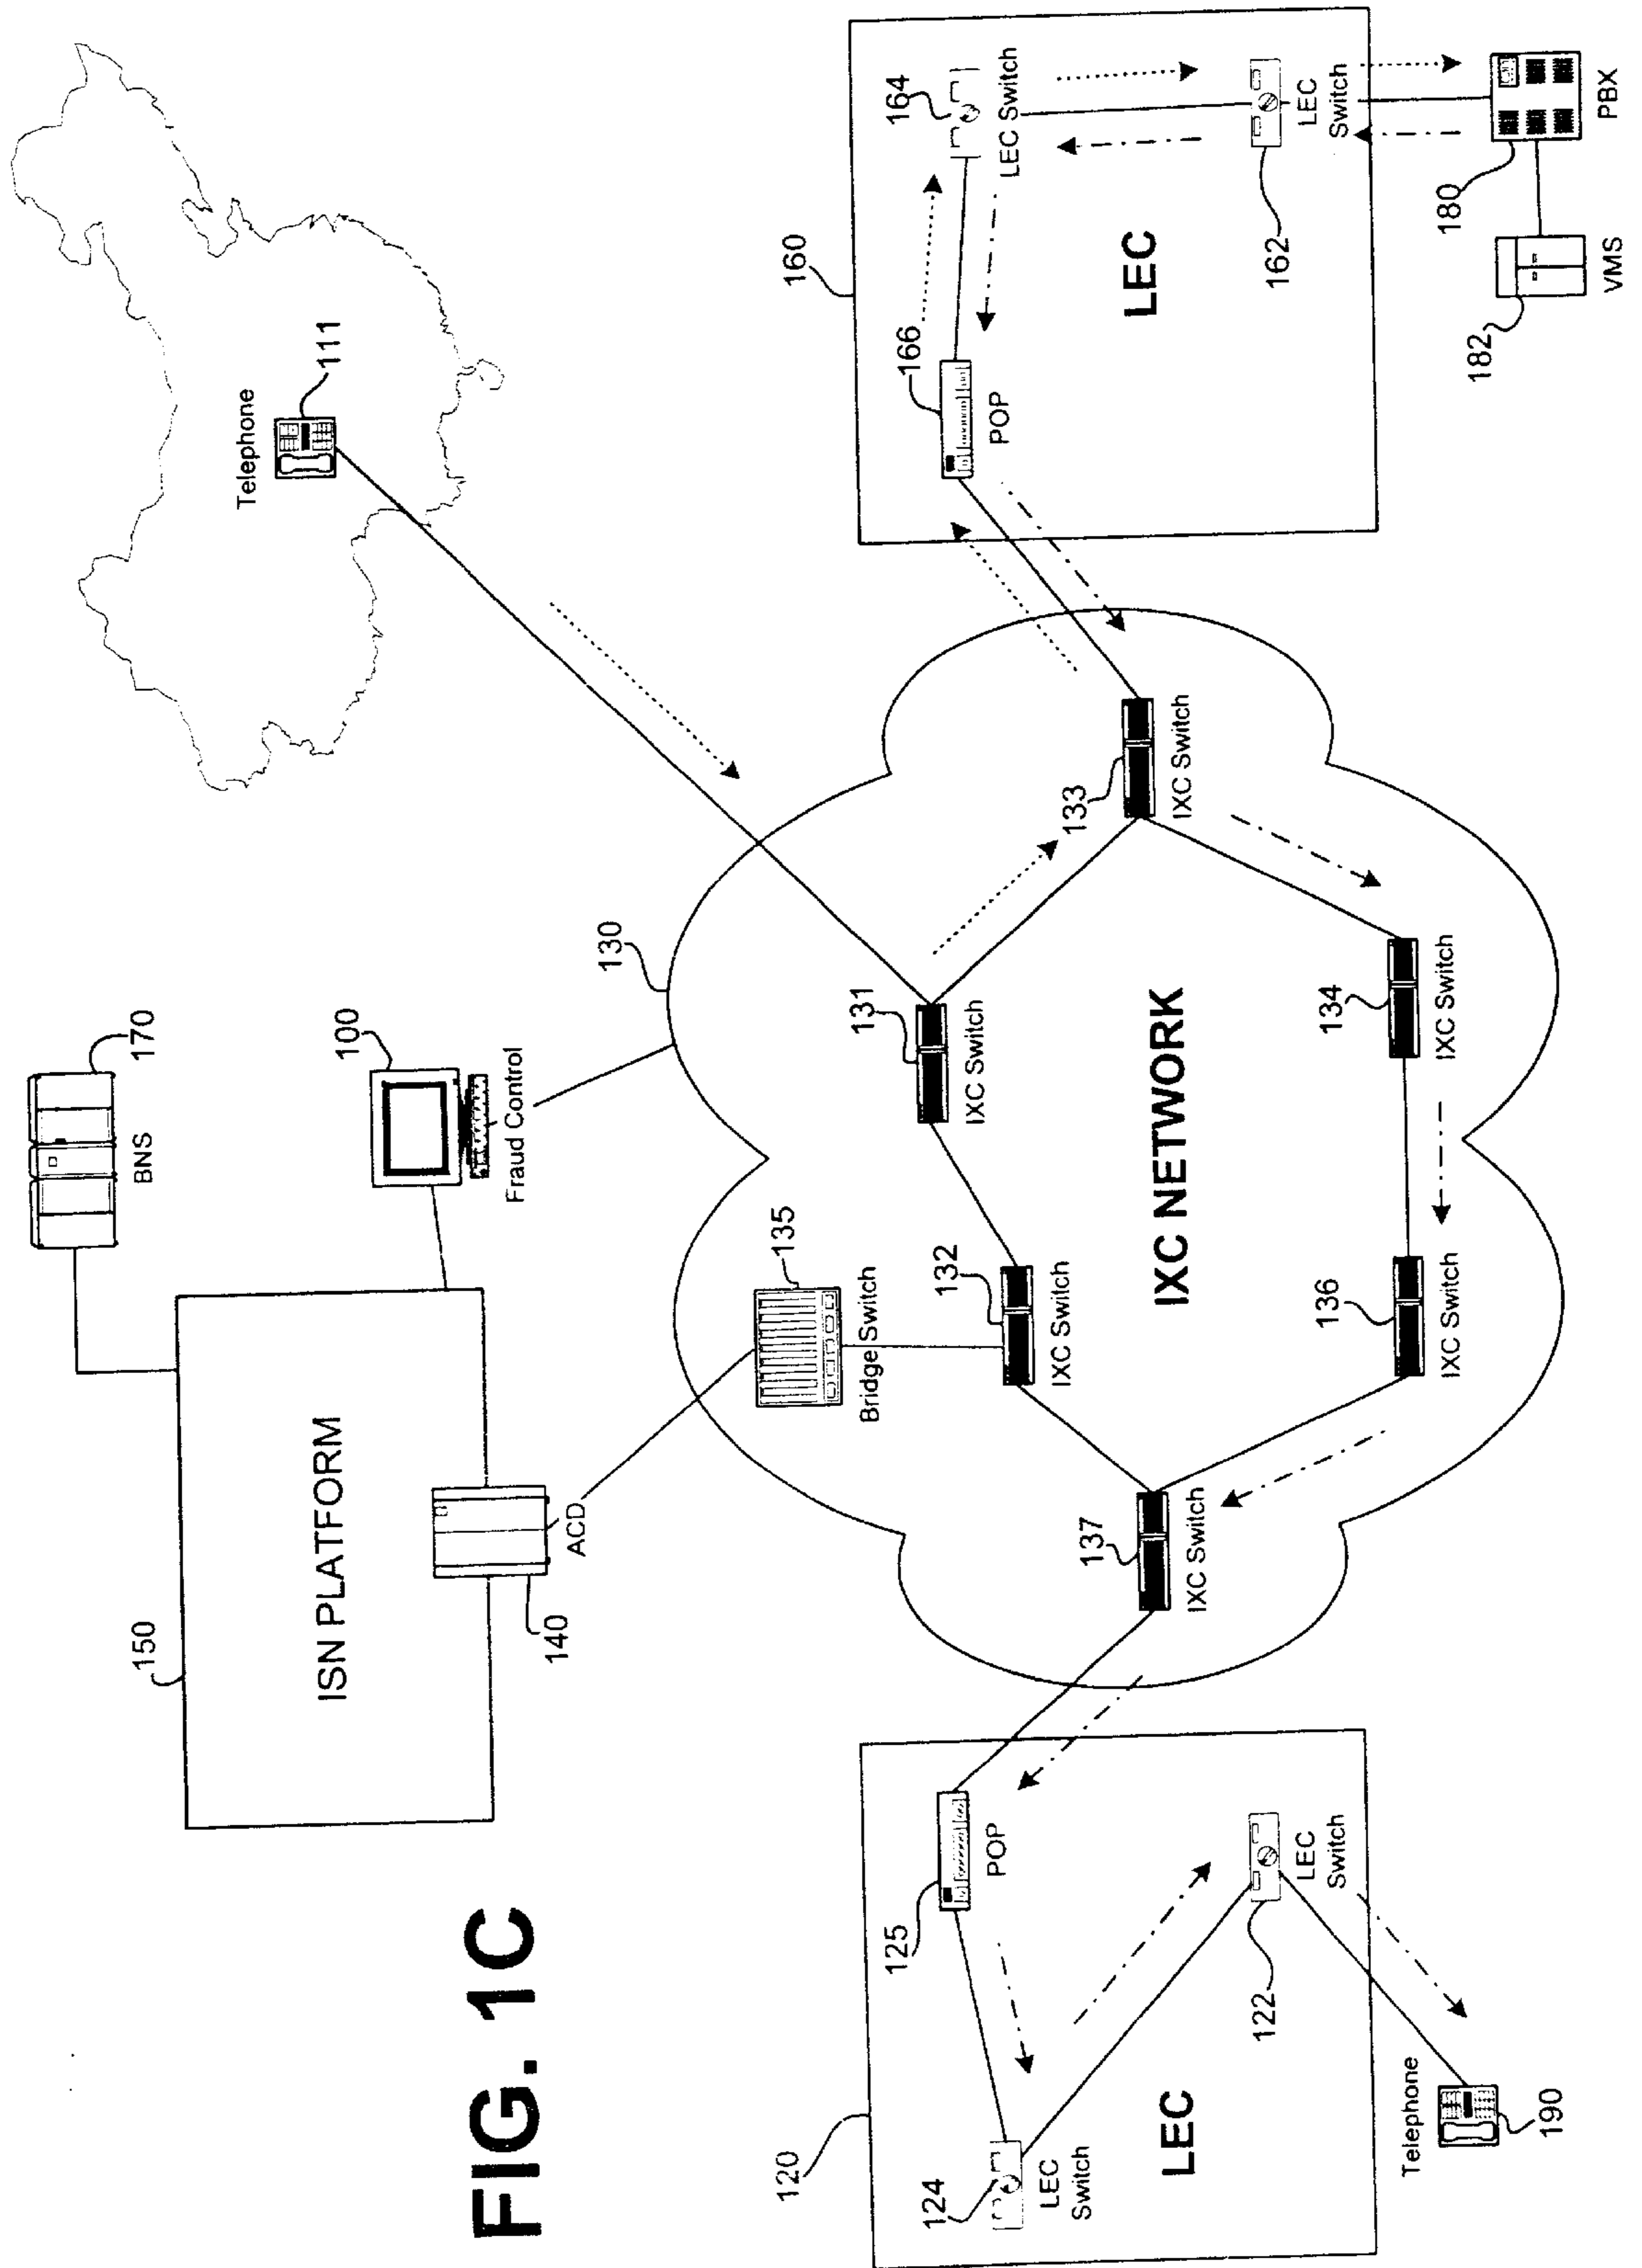 FIG. 1C
150
ISN PLATFORM
140
ACD
170
BNS
100
Fraud Control
Telephone
111
130
135
Bridge Switch
131
IXC Switch
132
IXC Switch
133
IXC Switch
137
IXC Switch
IXC NETWORK
136
IXC Switch
134
IXC Switch
120
125
POP
124
LEC
Switch
LEC
122
LEC
Switch
Telephone
190
160
166
POP
164
LEC Switch
LEC
162
LEC
Switch
182
VMS
180
PBX